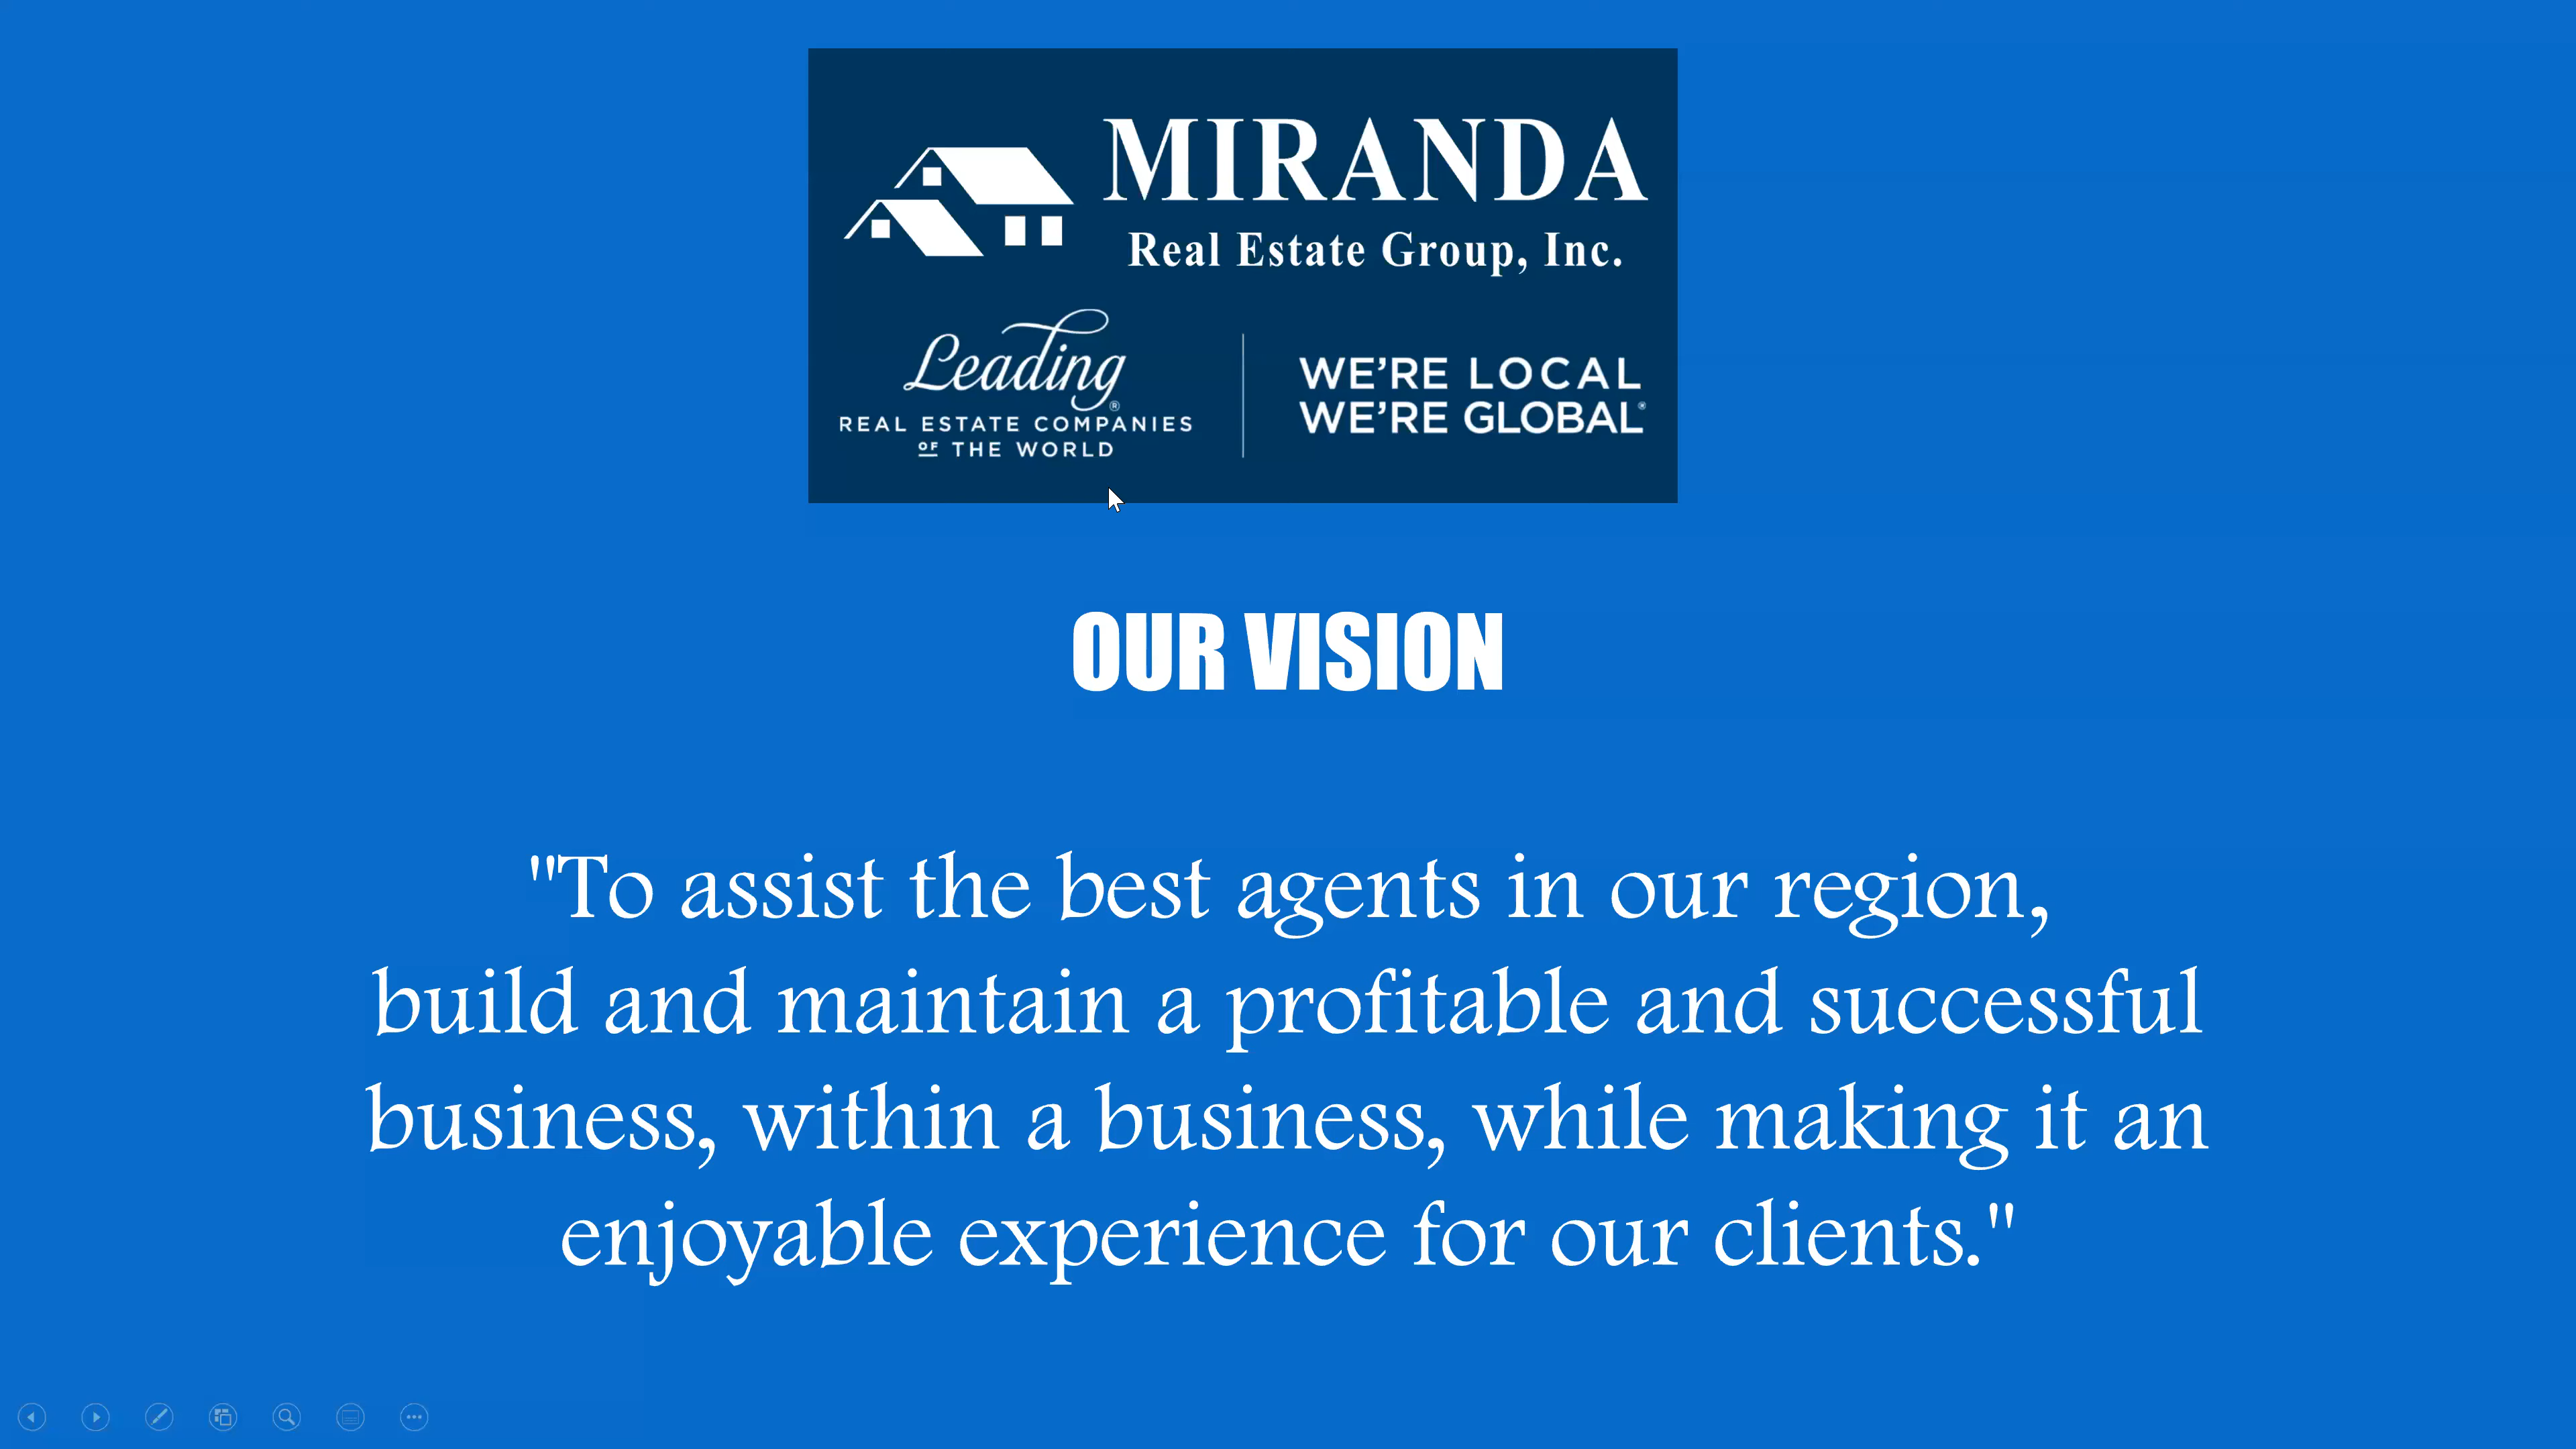 MIRANDA
Real Estate Group, Inc.
Leading®
REAL ESTATE COMPANIES
OF THE WORLD
WE'RE LOCAL
WE'RE GLOBAL®
OUR VISION
"To assist the best agents in our region,
build and maintain a profitable and successful
business, within a business, while making it an
enjoyable experience for our clients."